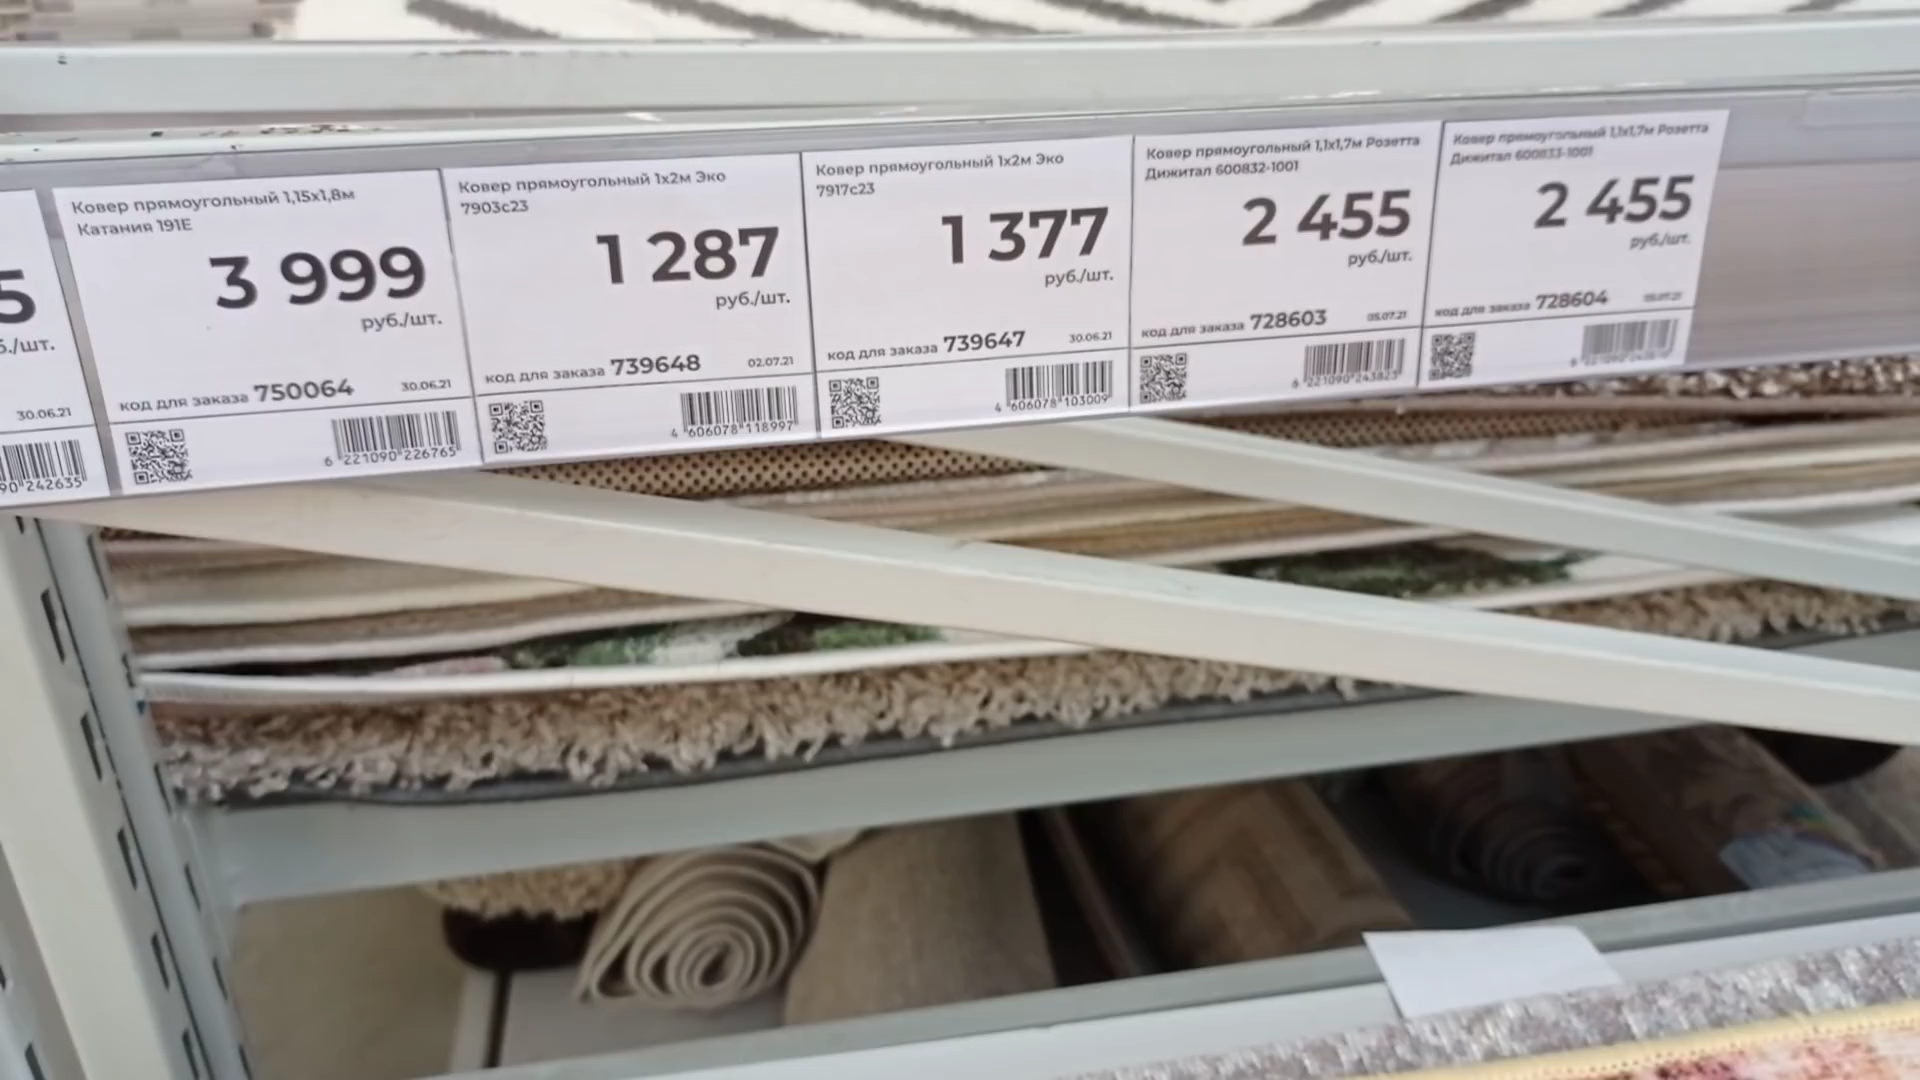 5
б./шт.
30.06.21
90 242635
Ковер прямоугольный 1,15х1,8м
Катания 191E
3 999
руб./шт.
код для заказа 750064 30.06.21
6 221090 226765
Ковер прямоугольный 1х2м Эко
7903с23
1 287
руб./шт.
код для заказа 739648 02.07.21
4 606078 118997
Ковер прямоугольный 1х2м Эко
7917с23
1 377
руб./шт.
код для заказа 739647 30.06.21
4 606078 103009
Ковер прямоугольный 1,1х1,7м Розетта
Дижитал 600832-1001
2 455
руб./шт.
код для заказа 728603 05.07.21
6 221090 243823
Ковер прямоугольный 1,1х1,7м Розетта
Дижитал 600833-1001
2 455
руб./шт.
код для заказа 728604